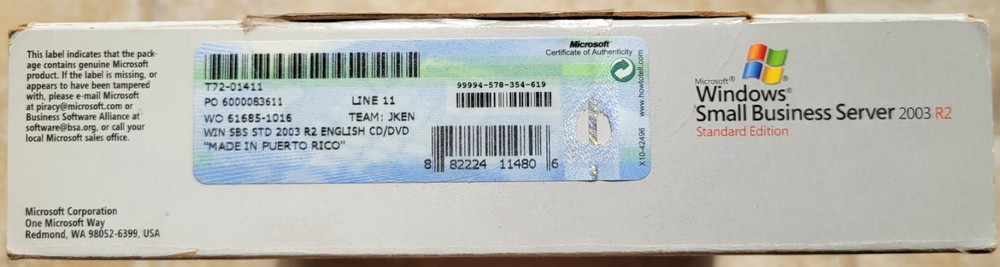 This label indicates that the pack-
age contains genuine Microsoft
product. If the label is missing, or
appears to have been tampered
with, please e-mail Microsoft
at piracy@microsoft.com or
Business Software Alliance at
software@bsa.org, or call your
local Microsoft sales office.
Microsoft Corporation
One Microsoft Way
Redmond, WA 98052-6399, USA
T72-01411
PO 6000083611 LINE 11
WO 61685-1016 TEAM: JKEN
WIN SBS STD 2003 R2 ENGLISH CD/DVD
"MADE IN PUERTO RICO"
Microsoft®
Certificate of Authenticity
99994-578-354-619
8 82224 11480 6
www.howtotell.com
X10-42496
Microsoft®
Windows®
Small Business Server 2003 R2
Standard Edition